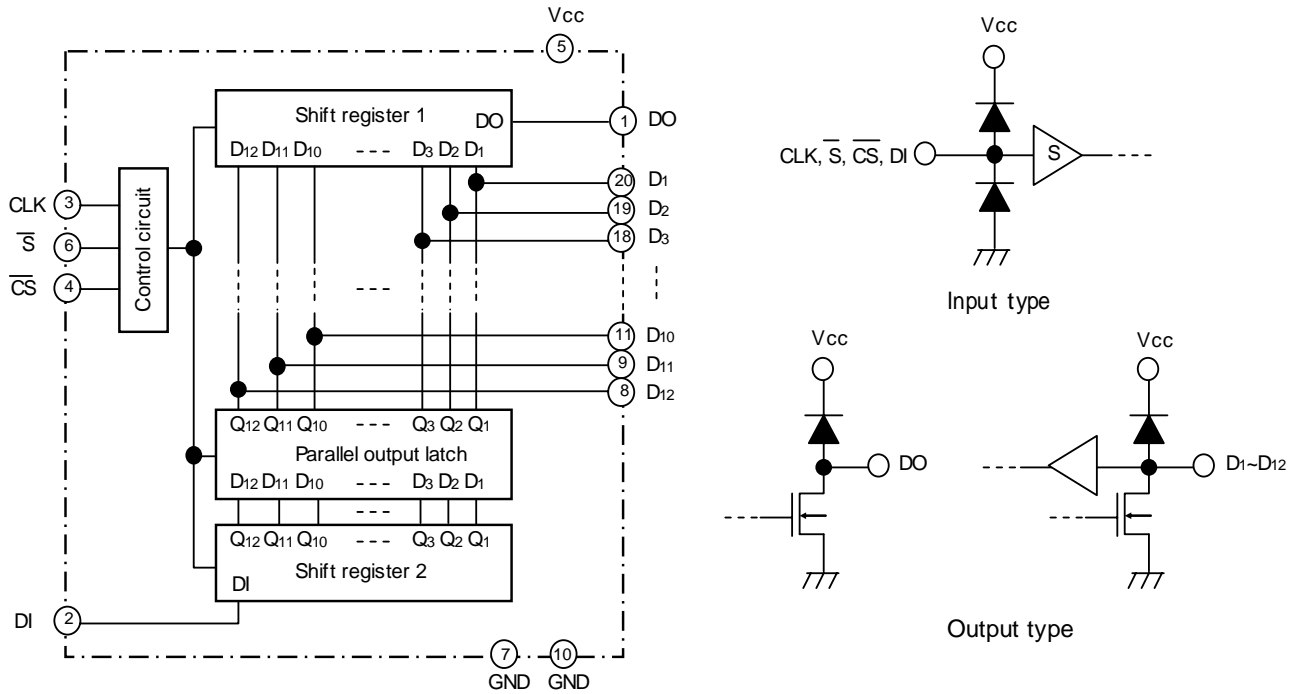 Vcc
5
Shift register 1
DO
1 DO
D12 D11 D10 --- D3 D2 D1
20 D1
19 D2
18 D3
CLK 3
S̅ 6
C̅S̅ 4
Control circuit
---
11 D10
9 D11
8 D12
Q12 Q11 Q10 --- Q3 Q2 Q1
Parallel output latch
D12 D11 D10 --- D3 D2 D1
---
Q12 Q11 Q10 --- Q3 Q2 Q1
Shift register 2
DI
DI 2
7 10
GND GND
Vcc
CLK, S̅, C̅S̅, DI
S
Input type
Vcc
DO
Vcc
D1~D12
Output type